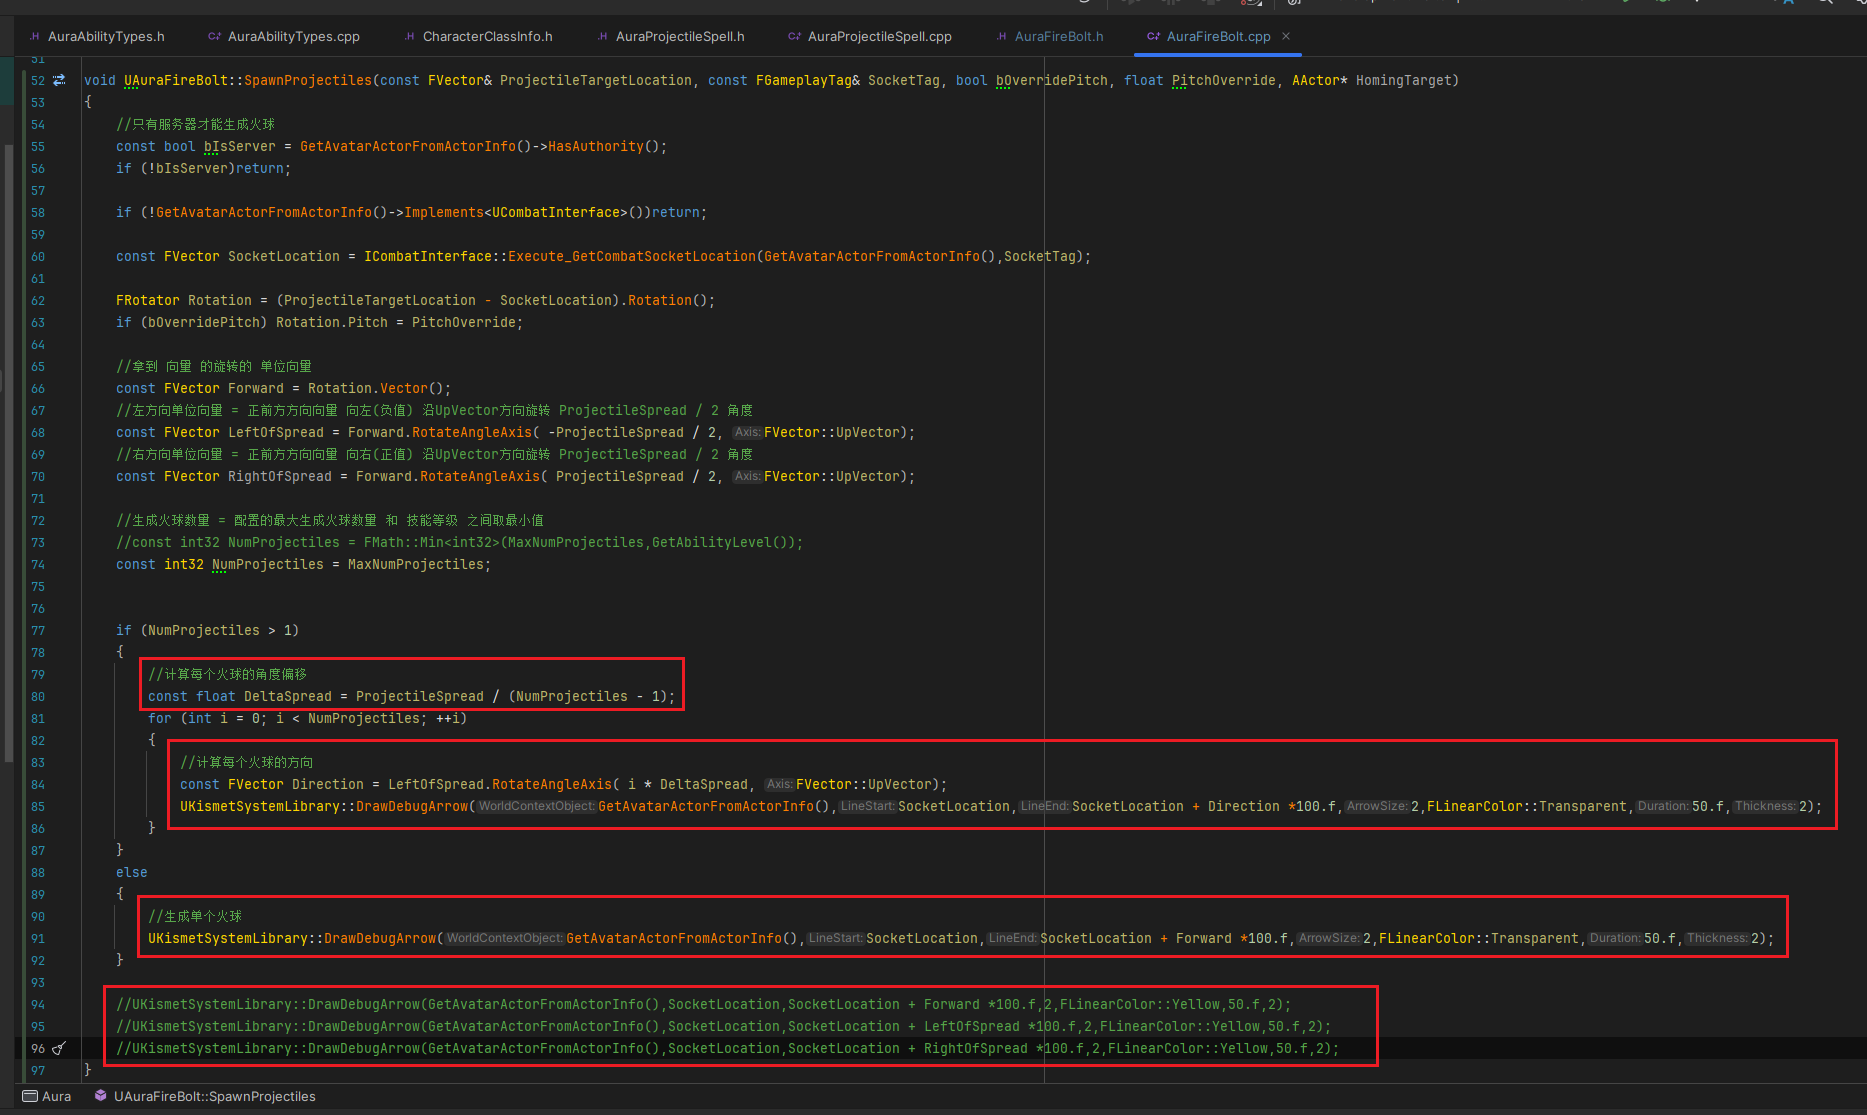 AuraAbilityTypes.h AuraAbilityTypes.cpp CharacterClassInfo.h AuraProjectileSpell.h AuraProjectileSpell.cpp AuraFireBolt.h AuraFireBolt.cpp
51
52 void UAuraFireBolt::SpawnProjectiles(const FVector& ProjectileTargetLocation, const FGameplayTag& SocketTag, bool bOverridePitch, float PitchOverride, AActor* HomingTarget)
53 {
54 //只有服务器才能生成火球
55 const bool bIsServer = GetAvatarActorFromActorInfo()->HasAuthority();
56 if (!bIsServer)return;
57
58 if (!GetAvatarActorFromActorInfo()->Implements<UCombatInterface>())return;
59
60 const FVector SocketLocation = ICombatInterface::Execute_GetCombatSocketLocation(GetAvatarActorFromActorInfo(),SocketTag);
61
62 FRotator Rotation = (ProjectileTargetLocation - SocketLocation).Rotation();
63 if (bOverridePitch) Rotation.Pitch = PitchOverride;
64
65 //拿到 向量 的旋转的 单位向量
66 const FVector Forward = Rotation.Vector();
67 //左方向单位向量 = 正前方方向向量 向左(负值) 沿UpVector方向旋转 ProjectileSpread / 2 角度
68 const FVector LeftOfSpread = Forward.RotateAngleAxis( -ProjectileSpread / 2, Axis: FVector::UpVector);
69 //右方向单位向量 = 正前方方向向量 向右(正值) 沿UpVector方向旋转 ProjectileSpread / 2 角度
70 const FVector RightOfSpread = Forward.RotateAngleAxis( ProjectileSpread / 2, Axis: FVector::UpVector);
71
72 //生成火球数量 = 配置的最大生成火球数量 和 技能等级 之间取最小值
73 //const int32 NumProjectiles = FMath::Min<int32>(MaxNumProjectiles,GetAbilityLevel());
74 const int32 NumProjectiles = MaxNumProjectiles;
75
76
77 if (NumProjectiles > 1)
78 {
79 //计算每个火球的角度偏移
80 const float DeltaSpread = ProjectileSpread / (NumProjectiles - 1);
81 for (int i = 0; i < NumProjectiles; ++i)
82 {
83 //计算每个火球的方向
84 const FVector Direction = LeftOfSpread.RotateAngleAxis( i * DeltaSpread, Axis: FVector::UpVector);
85 UKismetSystemLibrary::DrawDebugArrow( WorldContextObject: GetAvatarActorFromActorInfo(), LineStart: SocketLocation, LineEnd: SocketLocation + Direction *100.f, ArrowSize: 2,FLinearColor::Transparent, Duration: 50.f, Thickness: 2);
86 }
87 }
88 else
89 {
90 //生成单个火球
91 UKismetSystemLibrary::DrawDebugArrow( WorldContextObject: GetAvatarActorFromActorInfo(), LineStart: SocketLocation, LineEnd: SocketLocation + Forward *100.f, ArrowSize: 2,FLinearColor::Transparent, Duration: 50.f, Thickness: 2);
92 }
93
94 //UKismetSystemLibrary::DrawDebugArrow(GetAvatarActorFromActorInfo(),SocketLocation,SocketLocation + Forward *100.f,2,FLinearColor::Yellow,50.f,2);
95 //UKismetSystemLibrary::DrawDebugArrow(GetAvatarActorFromActorInfo(),SocketLocation,SocketLocation + LeftOfSpread *100.f,2,FLinearColor::Yellow,50.f,2);
96 //UKismetSystemLibrary::DrawDebugArrow(GetAvatarActorFromActorInfo(),SocketLocation,SocketLocation + RightOfSpread *100.f,2,FLinearColor::Yellow,50.f,2);
97 }
Aura UAuraFireBolt::SpawnProjectiles